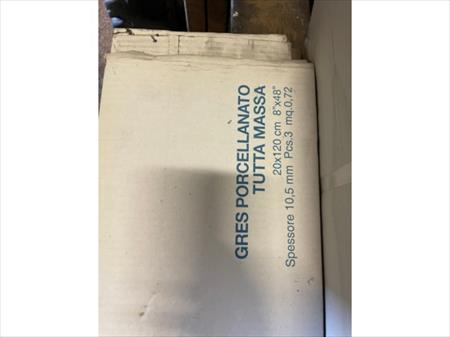 GRES PORCELLANATO
TUTTA MASSA
20x120 cm 8"x48"
Spessore 10,5 mm Pcs.3 mq.0,72